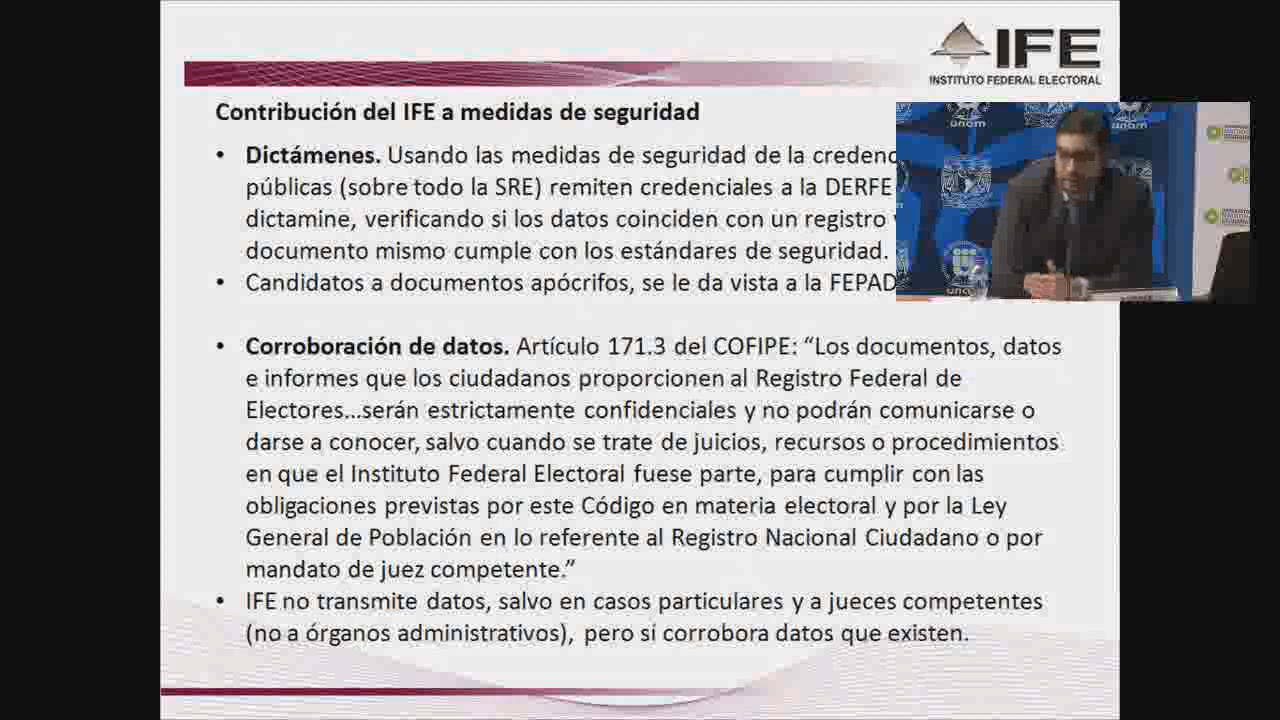 IFE
INSTITUTO FEDERAL ELECTORAL
Contribución del IFE a medidas de seguridad
• Dictámenes. Usando las medidas de seguridad de la
públicas (sobre todo la SRE) remiten credenciales a la DERFE
dictamine, verificando si los datos coinciden con un registro
documento mismo cumple con los estándares de seguridad.
• Candidatos a documentos apócrifos, se le da vista a la FEPAD
unam
unam
• Corroboración de datos. Artículo 171.3 del COFIPE: “Los documentos, datos
e informes que los ciudadanos proporcionen al Registro Federal de
Electores...serán estrictamente confidenciales y no podrán comunicarse o
darse a conocer, salvo cuando se trate de juicios, recursos o procedimientos
en que el Instituto Federal Electoral fuese parte, para cumplir con las
obligaciones previstas por este Código en materia electoral y por la Ley
General de Población en lo referente al Registro Nacional Ciudadano o por
mandato de juez competente.”
• IFE no transmite datos, salvo en casos particulares y a jueces competentes
(no a órganos administrativos), pero sí corrobora datos que existen.